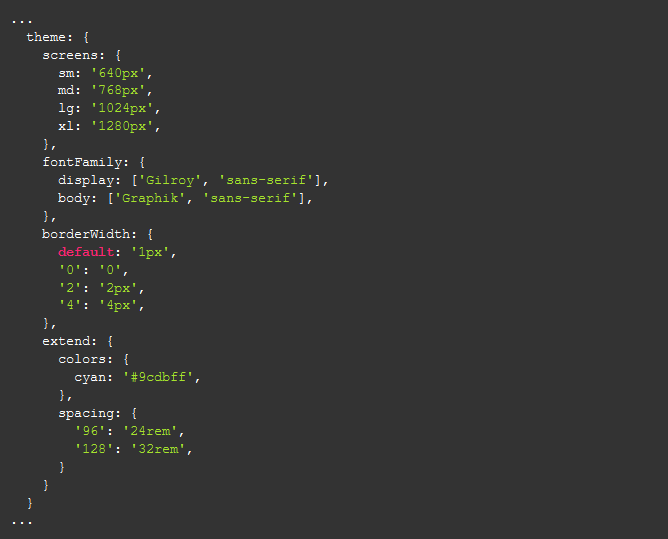 ...
  theme: {
    screens: {
      sm: '640px',
      md: '768px',
      lg: '1024px',
      xl: '1280px',
    },
    fontFamily: {
      display: ['Gilroy', 'sans-serif'],
      body: ['Graphik', 'sans-serif'],
    },
    borderWidth: {
      default: '1px',
      '0': '0',
      '2': '2px',
      '4': '4px',
    },
    extend: {
      colors: {
        cyan: '#9cdbff',
      },
      spacing: {
        '96': '24rem',
        '128': '32rem',
      }
    }
  }
...